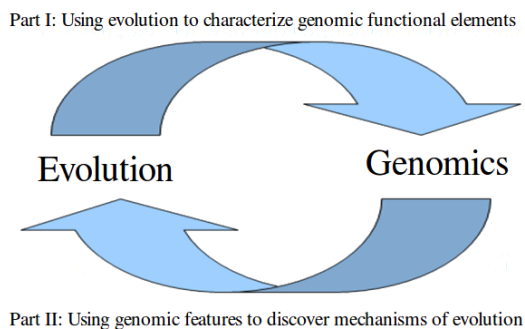 Part I: Using evolution to characterize genomic functional elements
Evolution
Genomics
Part II: Using genomic features to discover mechanisms of evolution